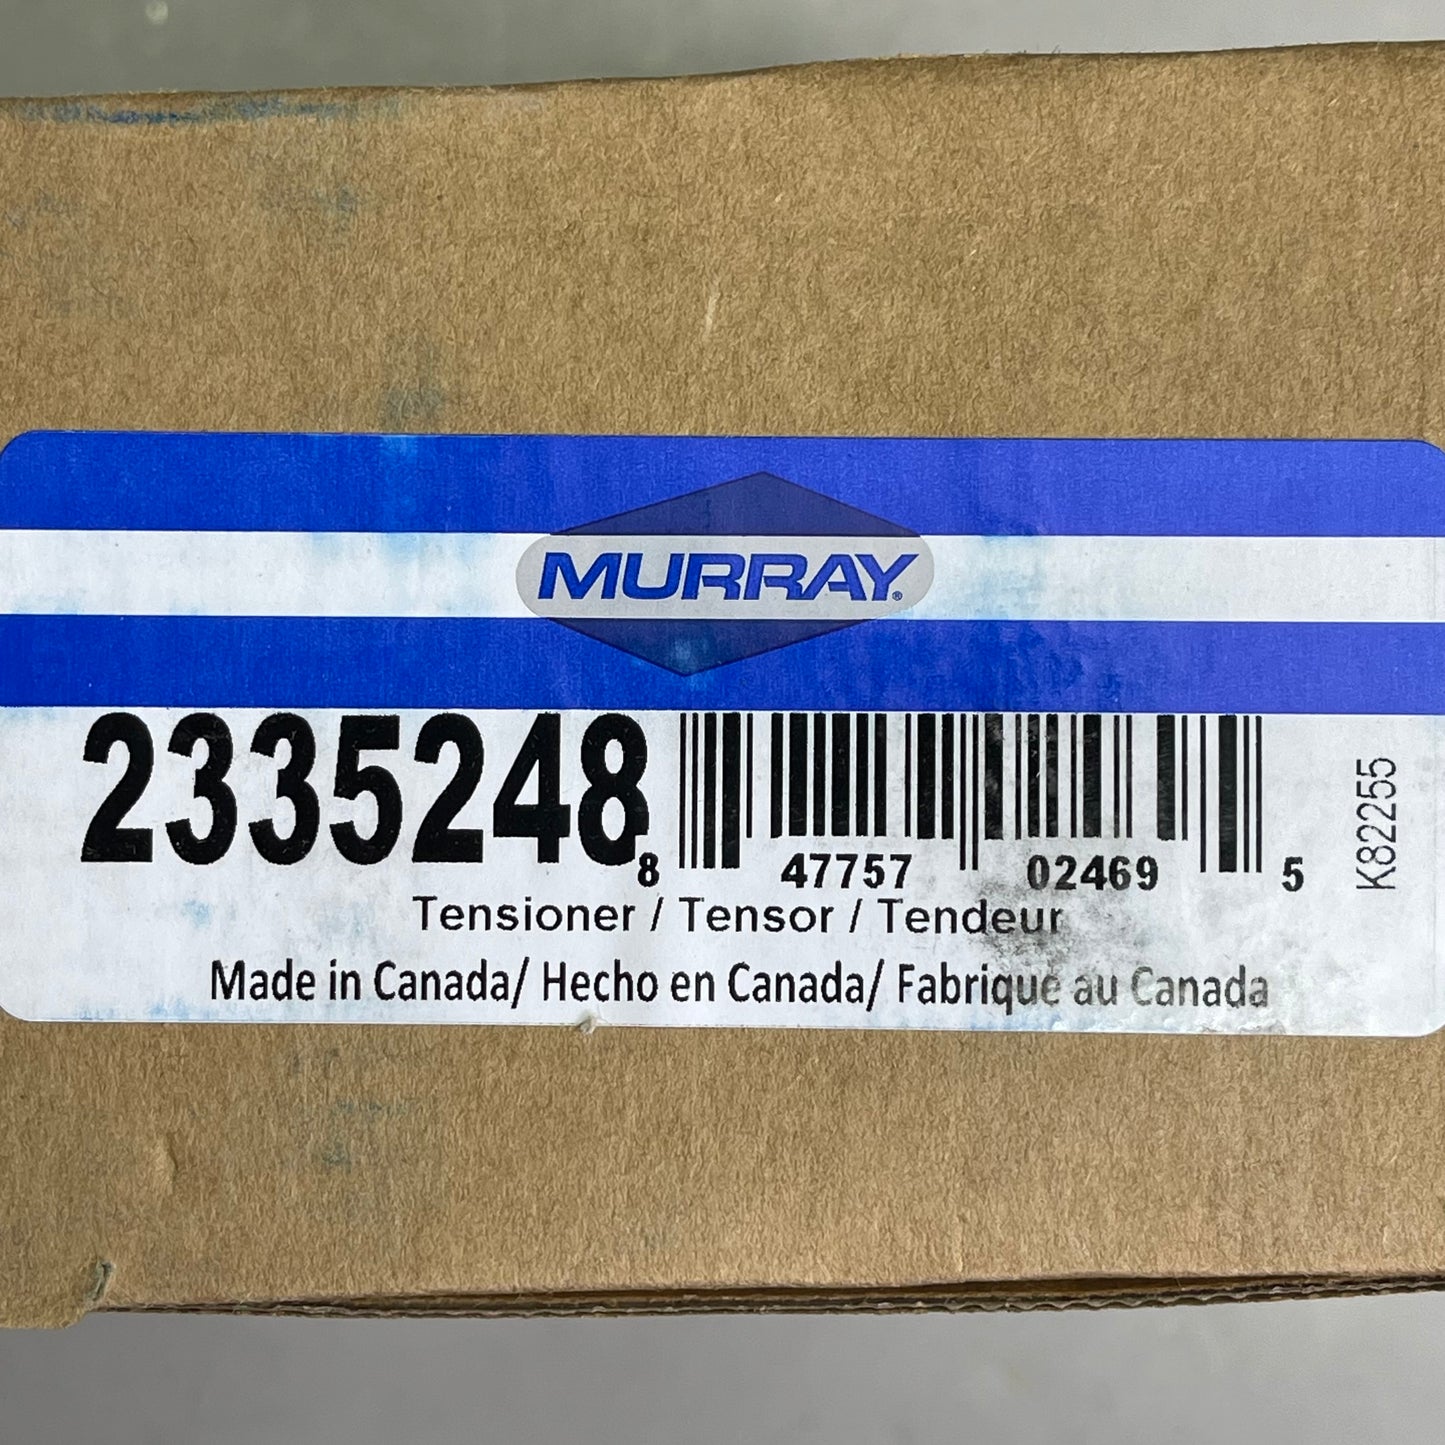 MURRAY®
2335248
8 47757 02469 5
K82255
Tensioner / Tensor / Tendeur
Made in Canada/ Hecho en Canada/ Fabrique au Canada